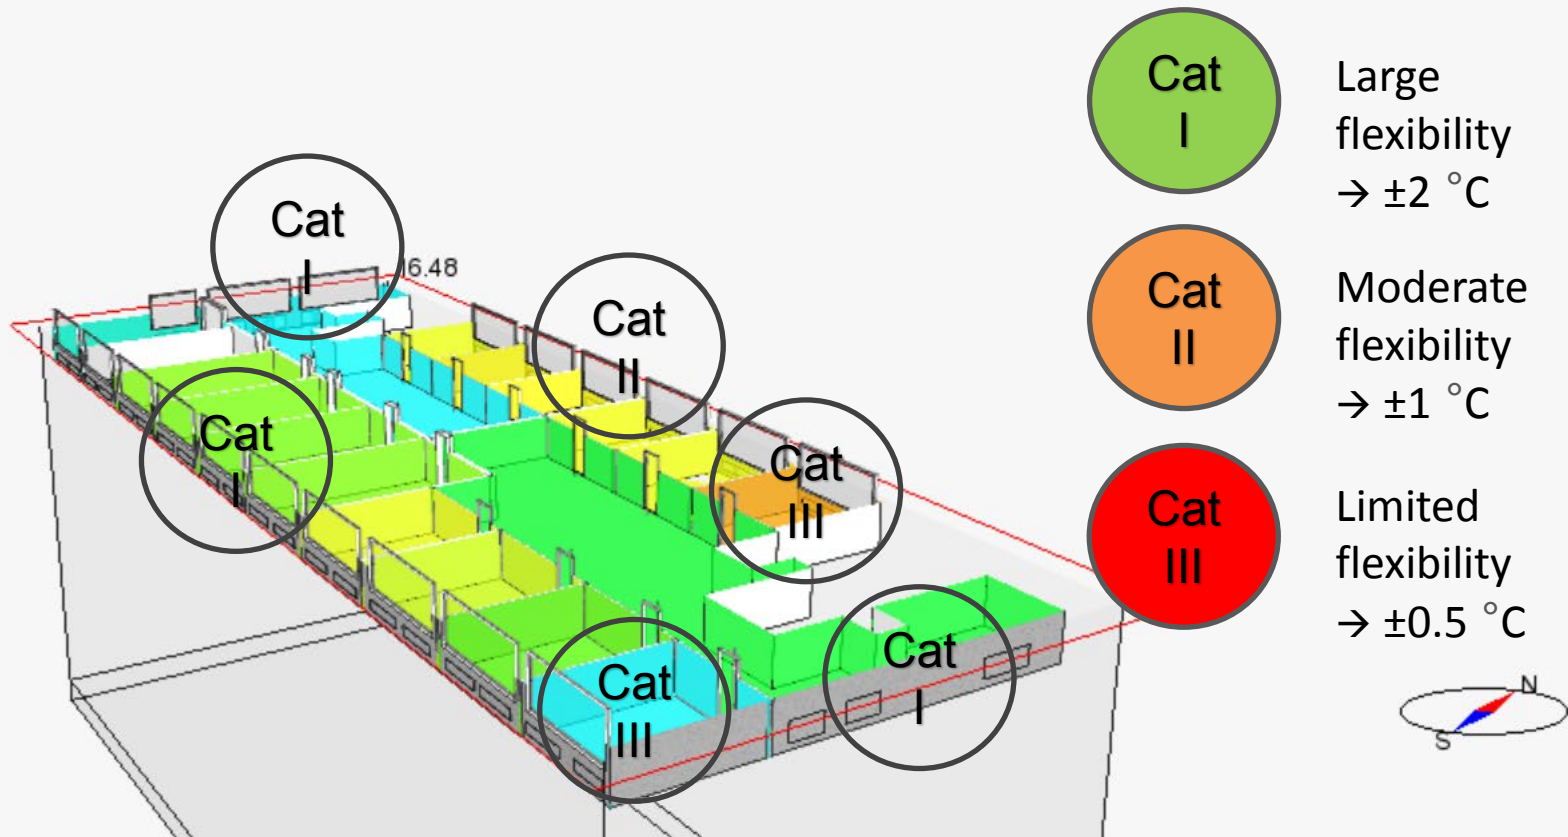 Cat
I
Large
flexibility
→ ±2 °C
Cat
I
6.48
Cat
II
Cat
II
Moderate
flexibility
→ ±1 °C
Cat
I
Cat
III
Cat
III
Limited
flexibility
→ ±0.5 °C
Cat
I
Cat
III
N
S